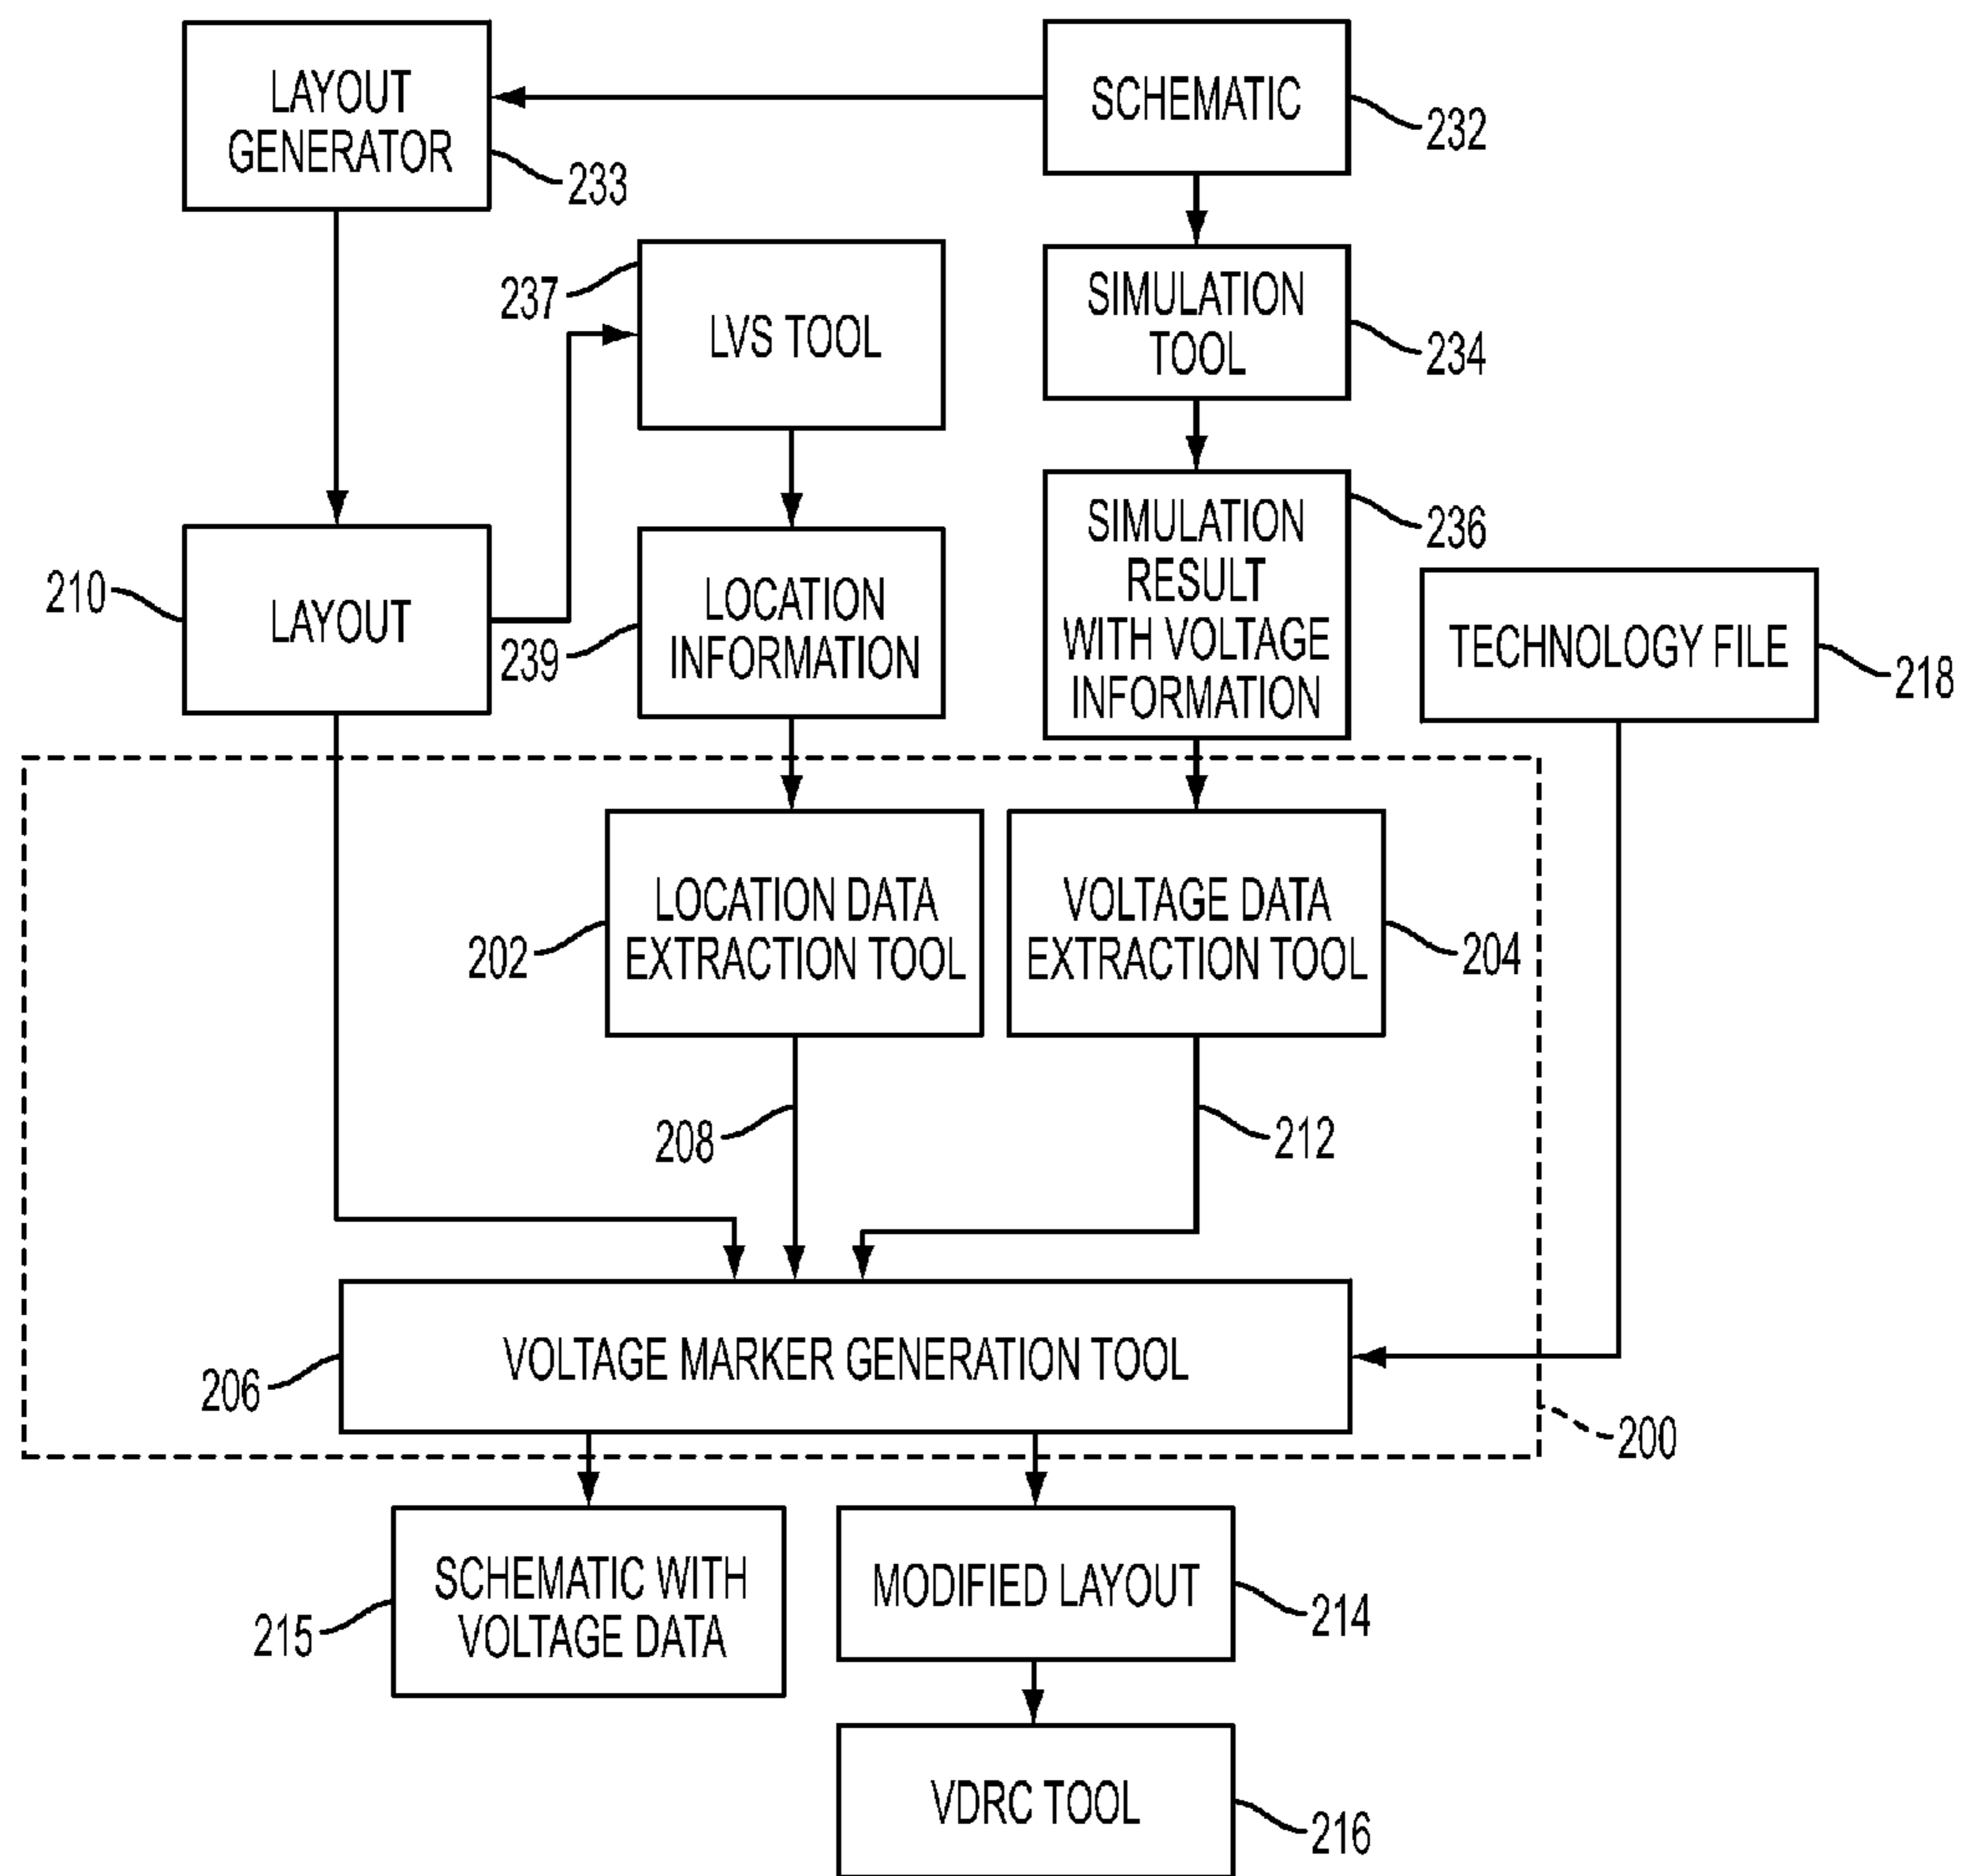 LAYOUT
GENERATOR
233
SCHEMATIC
232
237
LVS TOOL
SIMULATION
TOOL
234
210
LAYOUT
239
LOCATION
INFORMATION
SIMULATION
RESULT
WITH VOLTAGE
INFORMATION
236
TECHNOLOGY FILE
218
202
LOCATION DATA
EXTRACTION TOOL
VOLTAGE DATA
EXTRACTION TOOL
204
208
212
206
VOLTAGE MARKER GENERATION TOOL
200
215
SCHEMATIC WITH
VOLTAGE DATA
MODIFIED LAYOUT
214
VDRC TOOL
216